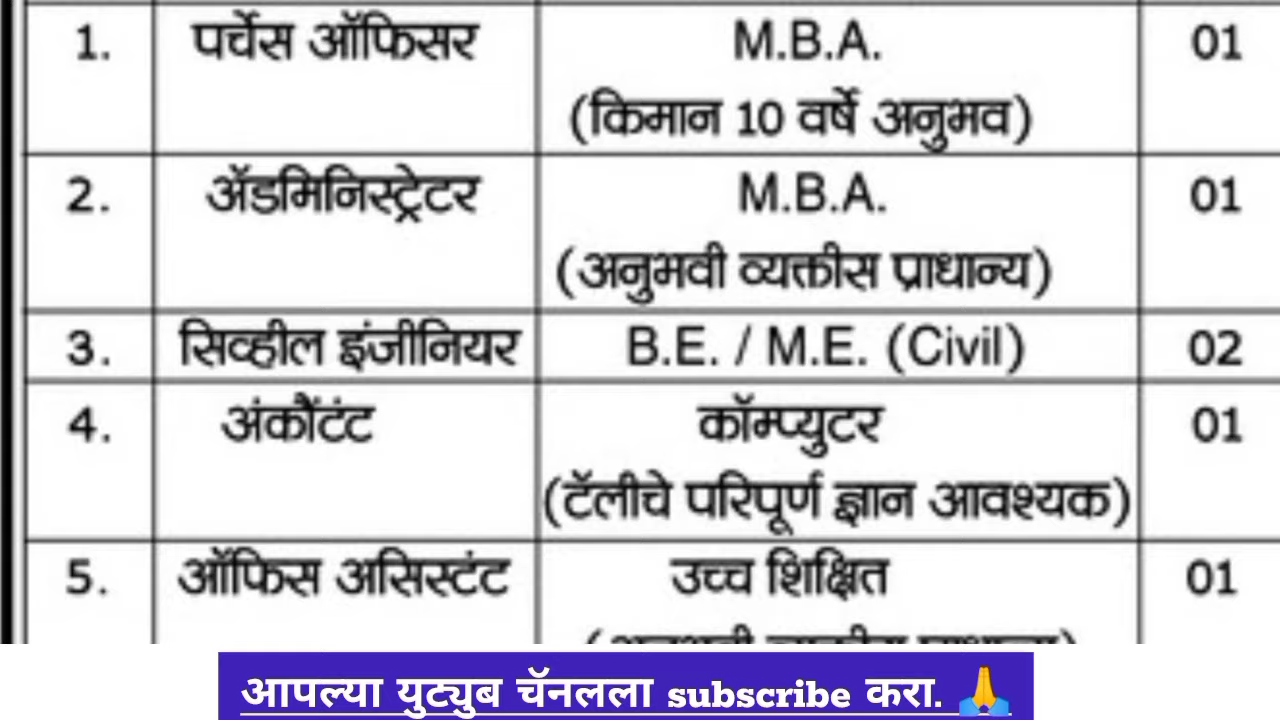 1. पर्चेस ऑफिसर M.B.A. 01
(किमान 10 वर्षे अनुभव)
2. ॲडमिनिस्ट्रेटर M.B.A. 01
(अनुभवी व्यक्तीस प्राधान्य)
3. सिव्हील इंजीनियर B.E. / M.E. (Civil) 02
4. अंकौंटंट कॉम्प्युटर 01
(टॅलीचे परिपूर्ण ज्ञान आवश्यक)
5. ऑफिस असिस्टंट उच्च शिक्षित 01
आपल्या युट्युब चॅनलला subscribe करा. 🙏